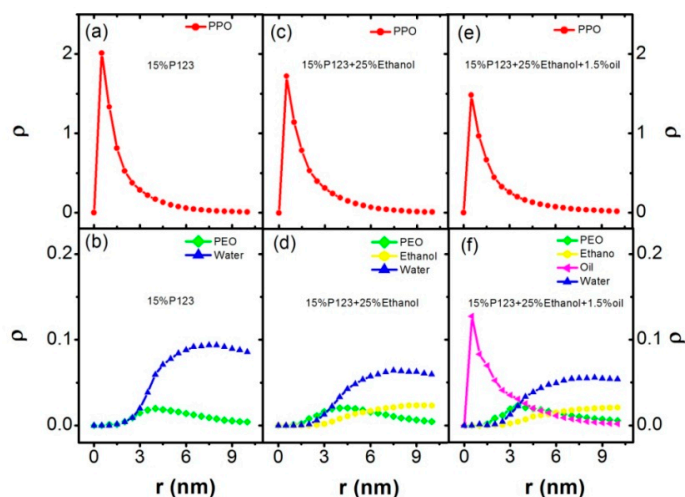 (a)
PPO
15%P123
(c)
PPO
15%P123+25%Ethanol
(e)
PPO
15%P123+25%Ethanol+1.5%oil
2
1
0
ρ
2
1
0
ρ
(b)
PEO
Water
15%P123
(d)
PEO
Ethanol
Water
15%P123+25%Ethanol
(f)
PEO
Ethano
Oil
Water
15%P123+25%Ethanol+1.5%oil
0.2
0.1
0.0
ρ
0.2
0.1
0.0
ρ
0 3 6 9
0 3 6 9
0 3 6 9
r (nm)
r (nm)
r (nm)